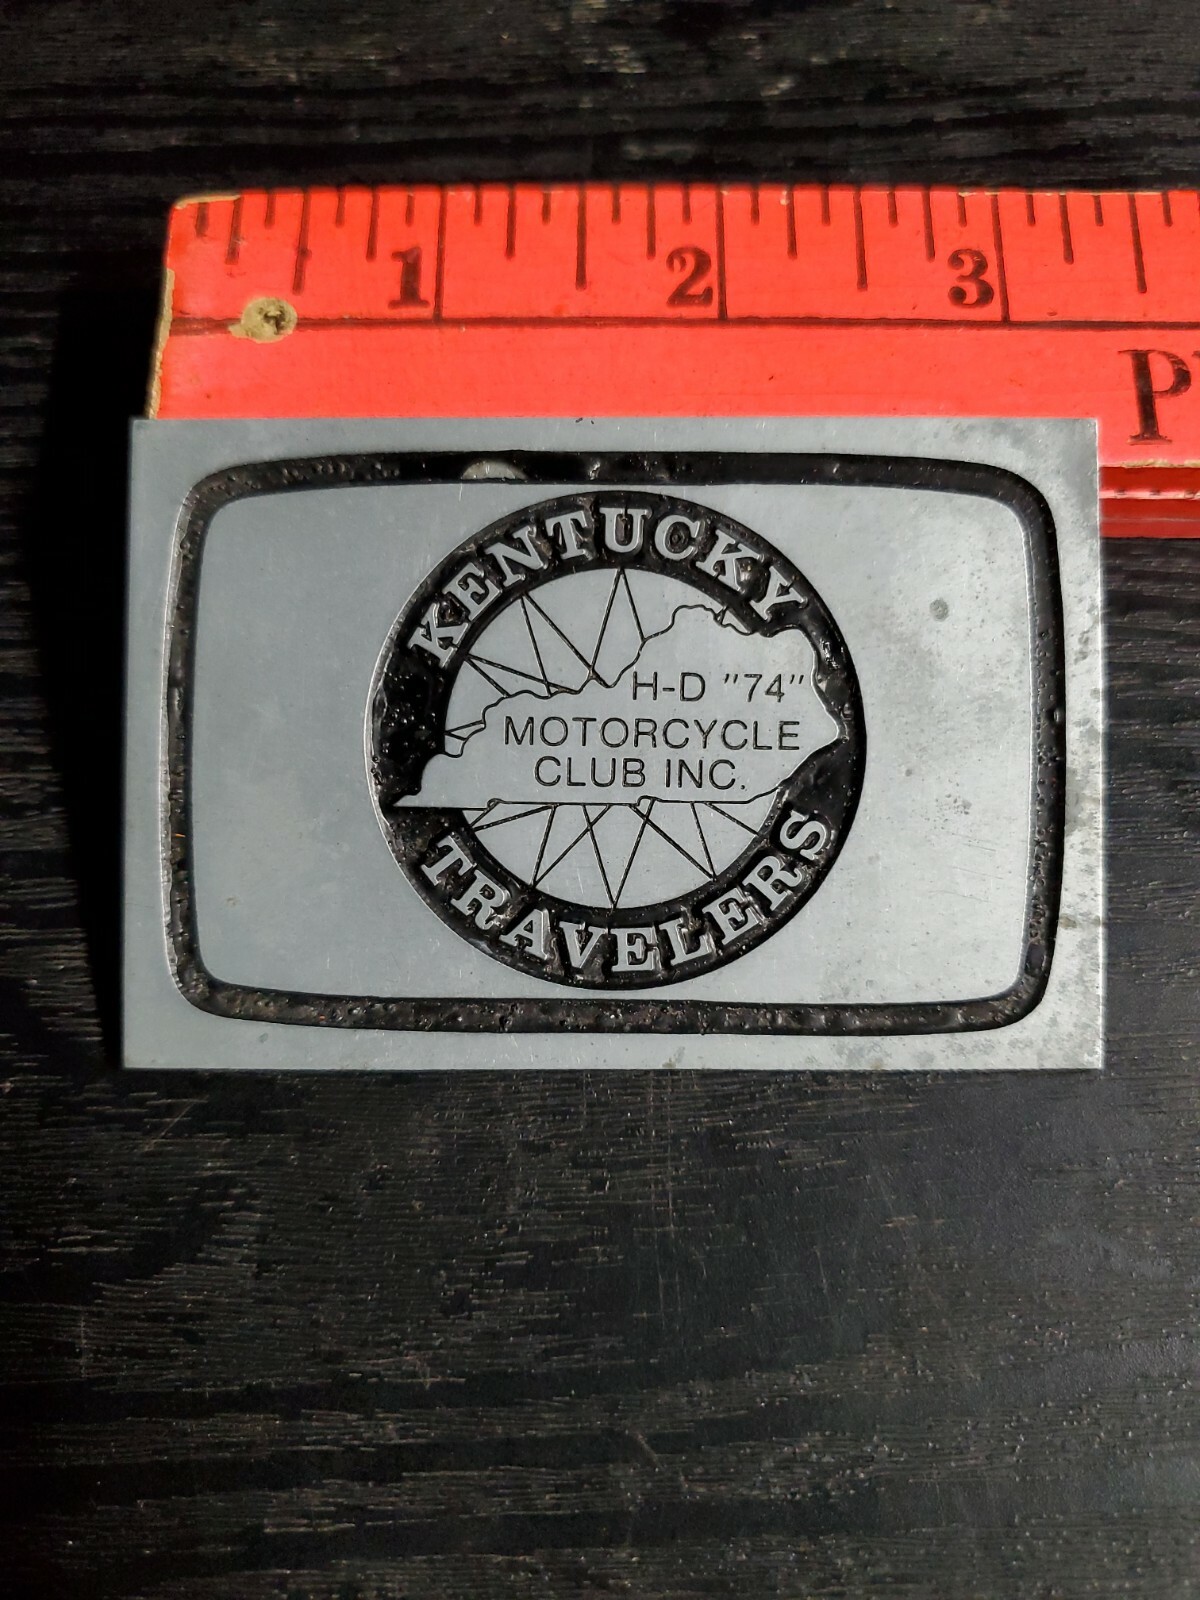 1 2 3
P
KENTUCKY
H-D "74"
MOTORCYCLE
CLUB INC.
TRAVELERS